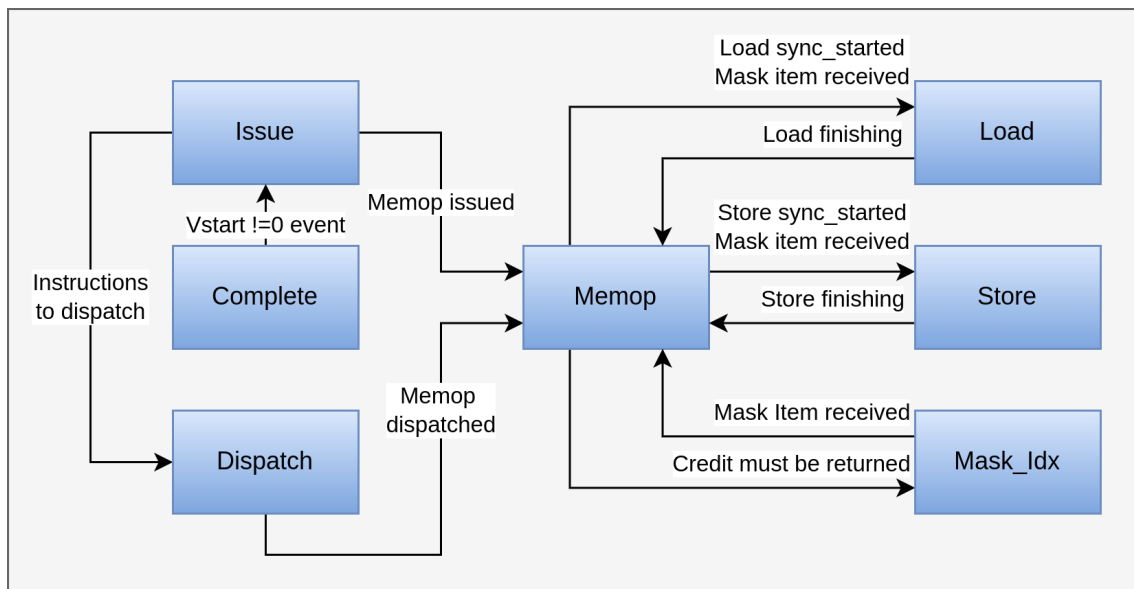 Load sync_started
Mask item received
Issue
Load
Load finishing
Memop issued
Vstart !=0 event
Store sync_started
Mask item received
Instructions
to dispatch
Complete
Memop
Store
Store finishing
Memop
dispatched
Mask Item received
Dispatch
Credit must be returned
Mask_Idx